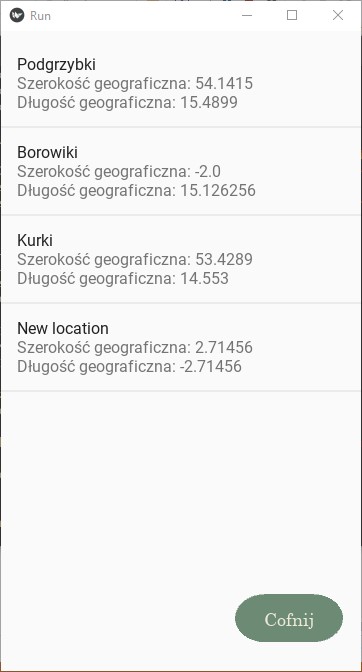 Run
Podgrzybki
Szerokość geograficzna: 54.1415
Długość geograficzna: 15.4899
Borowiki
Szerokość geograficzna: -2.0
Długość geograficzna: 15.126256
Kurki
Szerokość geograficzna: 53.4289
Długość geograficzna: 14.553
New location
Szerokość geograficzna: 2.71456
Długość geograficzna: -2.71456
Cofnij